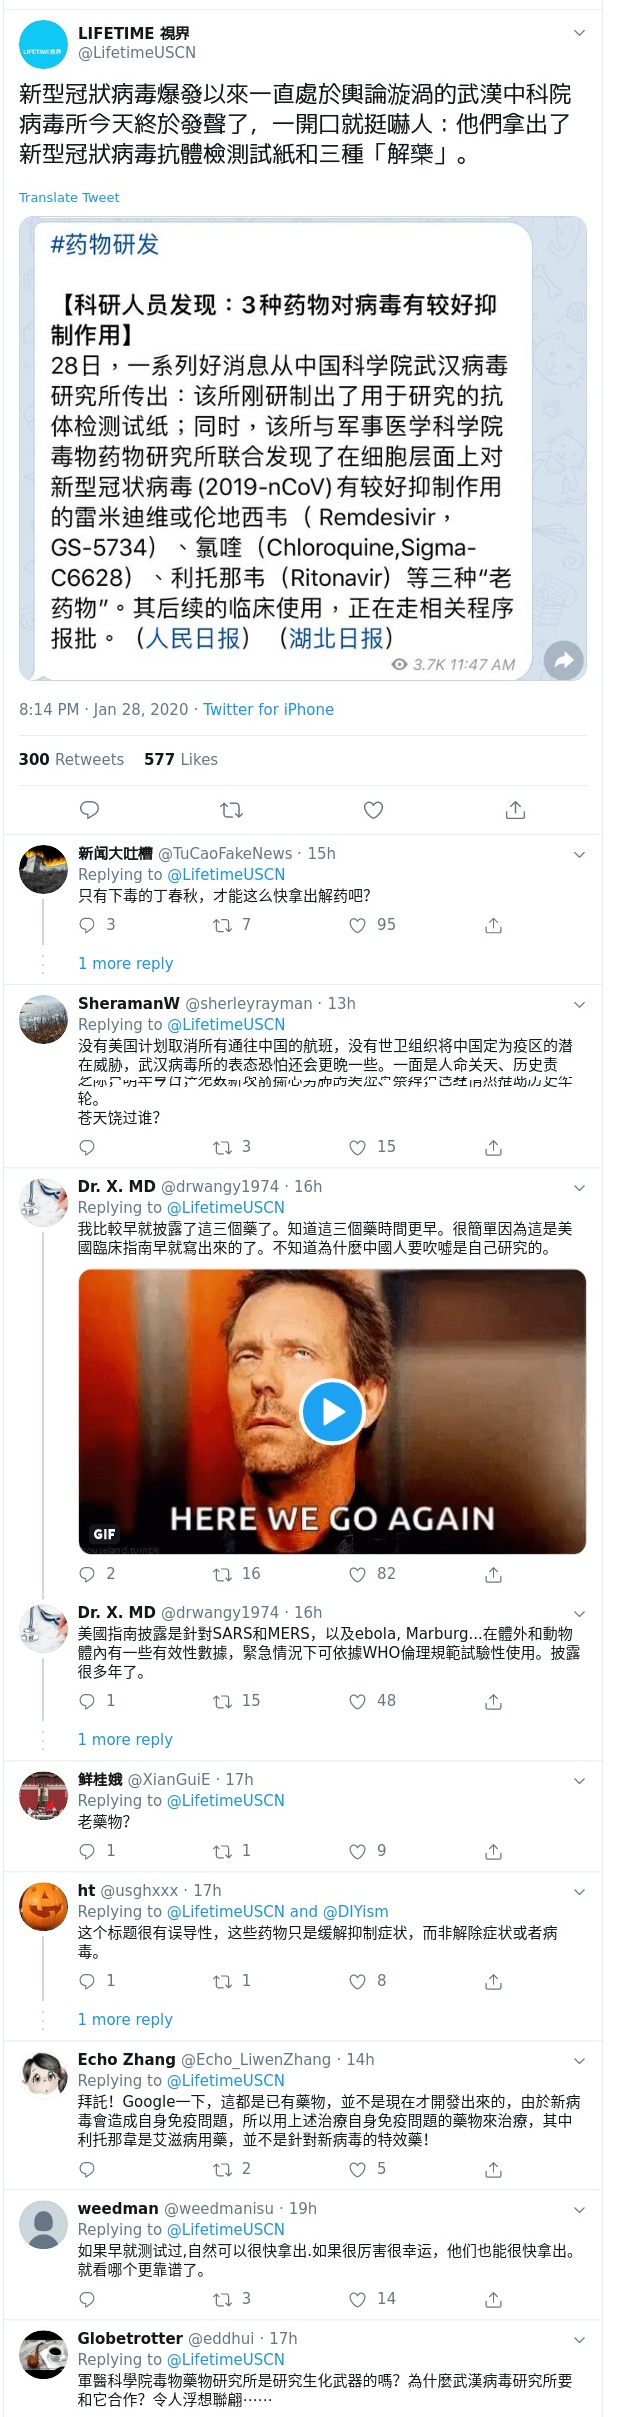 LIFETIME視界
LIFETIME 視界
@LifetimeUSCN
新型冠狀病毒爆發以來一直處於輿論漩渦的武漢中科院
病毒所今天終於發聲了，一開口就挺嚇人：他們拿出了
新型冠狀病毒抗體檢測試紙和三種「解藥」。
Translate Tweet
#药物研发
【科研人员发现：3种药物对病毒有较好抑
制作用】
28日，一系列好消息从中国科学院武汉病毒
研究所传出：该所刚研制出了用于研究的抗
体检测试纸；同时，该所与军事医学科学院
毒物药物研究所联合发现了在细胞层面上对
新型冠状病毒 (2019-nCoV) 有较好抑制作用
的雷米迪维或伦地西韦（ Remdesivir，
GS-5734）、氯喹（Chloroquine,Sigma-
C6628）、利托那韦（Ritonavir）等三种“老
药物”。其后续的临床使用，正在走相关程序
报批。（人民日报）（湖北日报）
3.7K 11:47 AM
8:14 PM · Jan 28, 2020 · Twitter for iPhone
300 Retweets 577 Likes
新闻大吐槽 @TuCaoFakeNews · 15h
Replying to @LifetimeUSCN
只有下毒的丁春秋，才能这么快拿出解药吧？
3 7 95
1 more reply
SheramanW @sherleyrayman · 13h
Replying to @LifetimeUSCN
没有美国计划取消所有通往中国的航班，没有世卫组织将中国定为疫区的潜
在威胁，武汉病毒所的表态恐怕还会更晚一些。一面是人命关天、历史责
轮。
苍天饶过谁？
3 15
Dr. X. MD @drwangy1974 · 16h
Replying to @LifetimeUSCN
我比較早就披露了這三個藥了。知道這三個藥時間更早。很簡單因為這是美
國臨床指南早就寫出來的了。不知道為什麼中國人要吹噓是自己研究的。
HERE WE GO AGAIN
GIF
2 16 82
Dr. X. MD @drwangy1974 · 16h
美國指南披露是針對SARS和MERS，以及ebola, Marburg...在體外和動物
體內有一些有效性數據，緊急情況下可依據WHO倫理規範試驗性使用。披露
很多年了。
1 15 48
1 more reply
鲜桂娥 @XianGuiE · 17h
Replying to @LifetimeUSCN
老藥物？
1 1 9
ht @usghxxx · 17h
Replying to @LifetimeUSCN and @DIYism
这个标题很有误导性，这些药物只是缓解抑制症状，而非解除症状或者病
毒。
1 1 8
1 more reply
Echo Zhang @Echo_LiwenZhang · 14h
Replying to @LifetimeUSCN
拜託！Google一下，這都是已有藥物，並不是現在才開發出來的，由於新病
毒會造成自身免疫問題，所以用上述治療自身免疫問題的藥物來治療，其中
利托那韋是艾滋病用藥，並不是針對新病毒的特效藥！
2 5
weedman @weedmanisu · 19h
Replying to @LifetimeUSCN
如果早就测试过,自然可以很快拿出.如果很厉害很幸运，他们也能很快拿出。
就看哪个更靠谱了。
3 14
Globetrotter @eddhui · 17h
Replying to @LifetimeUSCN
軍醫科學院毒物藥物研究所是研究生化武器的嗎？為什麼武漢病毒研究所要
和它合作？令人浮想聯翩⋯⋯